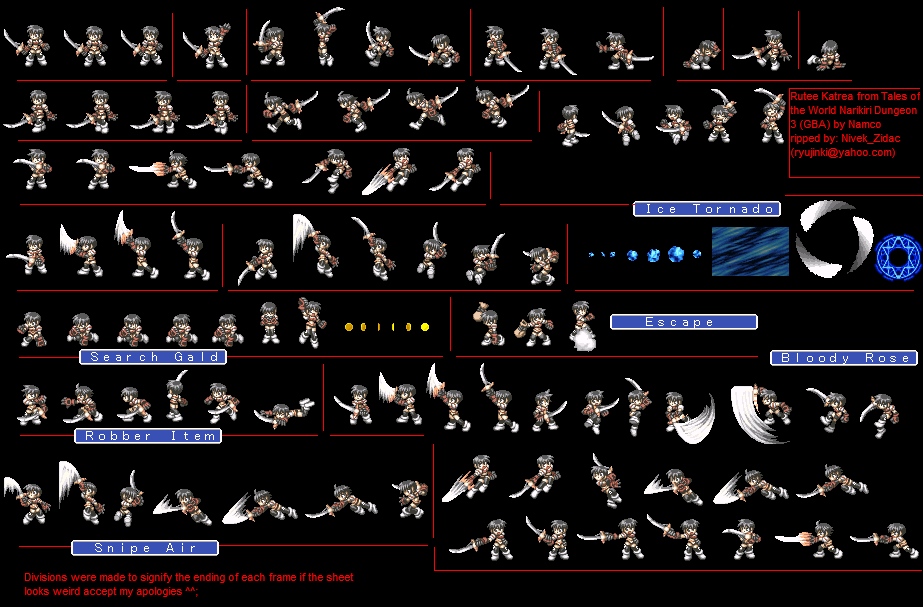 Rutee Katrea from Tales of
the World Narikiri Dungeon
3 (GBA) by Namco
ripped by: Nivek_Zidac
(ryujinki@yahoo.com)
Ice Tornado
Escape
Search Gald
Bloody Rose
Robber Item
Snipe Air
Divisions were made to signify the ending of each frame if the sheet
looks weird accept my apologies ^^;